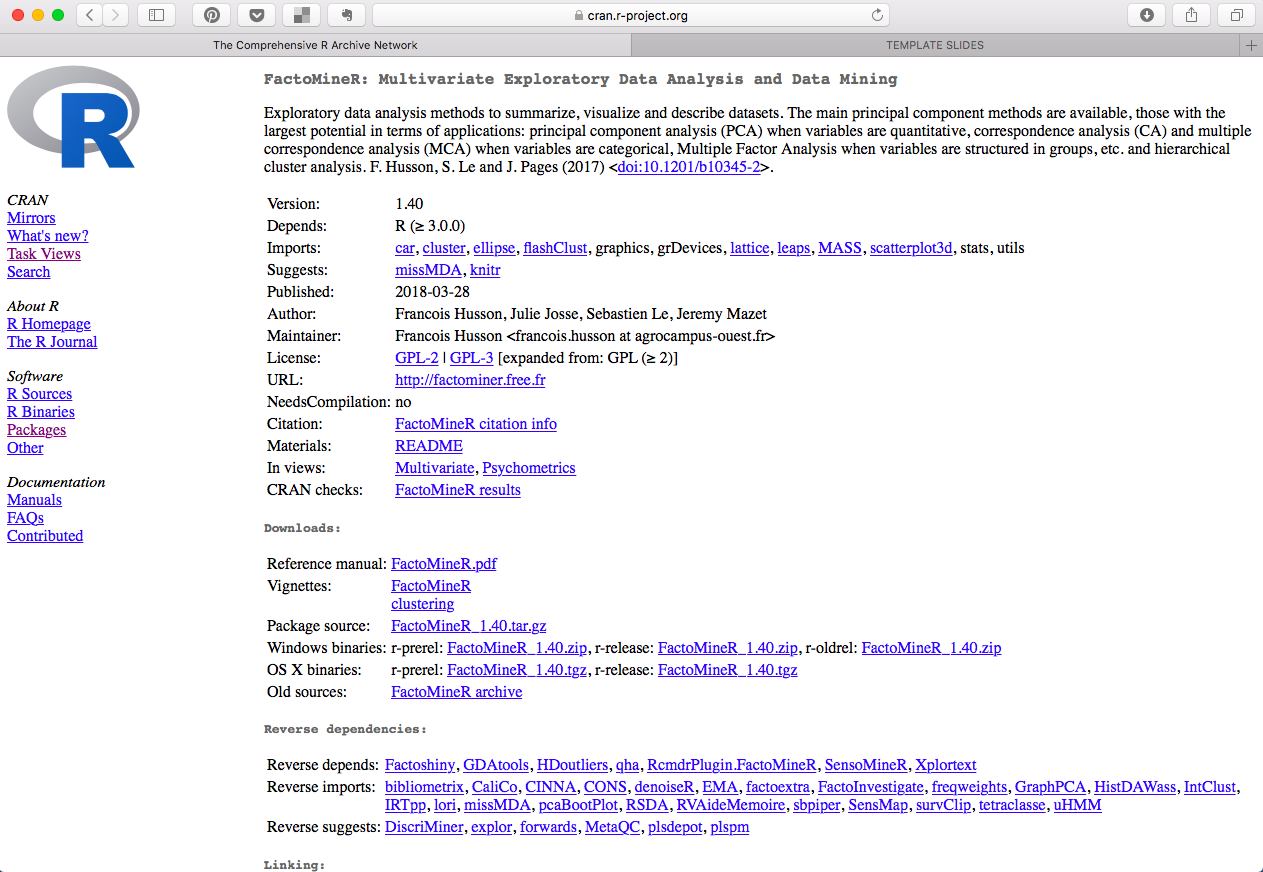 cran.r-project.org
The Comprehensive R Archive Network
TEMPLATE SLIDES
R
CRAN
Mirrors
What's new?
Task Views
Search
About R
R Homepage
The R Journal
Software
R Sources
R Binaries
Packages
Other
Documentation
Manuals
FAQs
Contributed
FactoMineR: Multivariate Exploratory Data Analysis and Data Mining
Exploratory data analysis methods to summarize, visualize and describe datasets. The main principal component methods are available, those with the
largest potential in terms of applications: principal component analysis (PCA) when variables are quantitative, correspondence analysis (CA) and multiple
correspondence analysis (MCA) when variables are categorical, Multiple Factor Analysis when variables are structured in groups, etc. and hierarchical
cluster analysis. F. Husson, S. Le and J. Pages (2017) <doi:10.1201/b10345-2>.
Version: 1.40
Depends: R (≥ 3.0.0)
Imports: car, cluster, ellipse, flashClust, graphics, grDevices, lattice, leaps, MASS, scatterplot3d, stats, utils
Suggests: missMDA, knitr
Published: 2018-03-28
Author: Francois Husson, Julie Josse, Sebastien Le, Jeremy Mazet
Maintainer: Francois Husson <francois.husson at agrocampus-ouest.fr>
License: GPL-2 | GPL-3 [expanded from: GPL (≥ 2)]
URL: http://factominer.free.fr
NeedsCompilation: no
Citation: FactoMineR citation info
Materials: README
In views: Multivariate, Psychometrics
CRAN checks: FactoMineR results
Downloads:
Reference manual: FactoMineR.pdf
Vignettes: FactoMineR
clustering
Package source: FactoMineR_1.40.tar.gz
Windows binaries: r-prerel: FactoMineR_1.40.zip, r-release: FactoMineR_1.40.zip, r-oldrel: FactoMineR_1.40.zip
OS X binaries: r-prerel: FactoMineR_1.40.tgz, r-release: FactoMineR_1.40.tgz
Old sources: FactoMineR archive
Reverse dependencies:
Reverse depends: Factoshiny, GDAtools, HDoutliers, qha, RcmdrPlugin.FactoMineR, SensoMineR, Xplortext
Reverse imports: bibliometrix, CaliCo, CINNA, CONS, denoiseR, EMA, factoextra, FactoInvestigate, freqweights, GraphPCA, HistDAWass, IntClust,
IRTpp, lori, missMDA, pcaBootPlot, RSDA, RVAideMemoire, sbpiper, SensMap, survClip, tetraclasse, uHMM
Reverse suggests: DiscriMiner, explor, forwards, MetaQC, plsdepot, plspm
Linking: